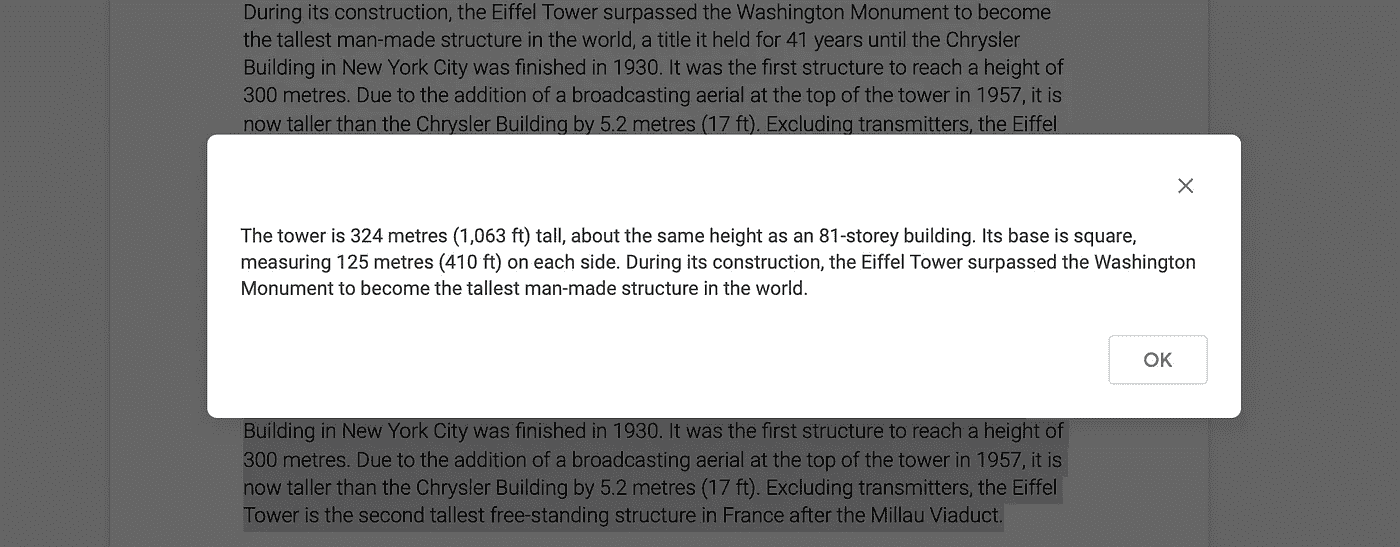 During its construction, the Eiffel Tower surpassed the Washington Monument to become
the tallest man-made structure in the world, a title it held for 41 years until the Chrysler
Building in New York City was finished in 1930. It was the first structure to reach a height of
300 metres. Due to the addition of a broadcasting aerial at the top of the tower in 1957, it is
now taller than the Chrysler Building by 5.2 metres (17 ft). Excluding transmitters, the Eiffel
The tower is 324 metres (1,063 ft) tall, about the same height as an 81-storey building. Its base is square,
measuring 125 metres (410 ft) on each side. During its construction, the Eiffel Tower surpassed the Washington
Monument to become the tallest man-made structure in the world.
OK
Building in New York City was finished in 1930. It was the first structure to reach a height of
300 metres. Due to the addition of a broadcasting aerial at the top of the tower in 1957, it is
now taller than the Chrysler Building by 5.2 metres (17 ft). Excluding transmitters, the Eiffel
Tower is the second tallest free-standing structure in France after the Millau Viaduct.